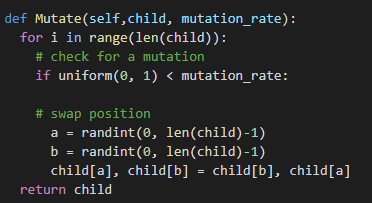 def Mutate(self,child, mutation_rate):
  for i in range(len(child)):
    # check for a mutation
    if uniform(0, 1) < mutation_rate:

    # swap position
      a = randint(0, len(child)-1)
      b = randint(0, len(child)-1)
      child[a], child[b] = child[b], child[a]
  return child